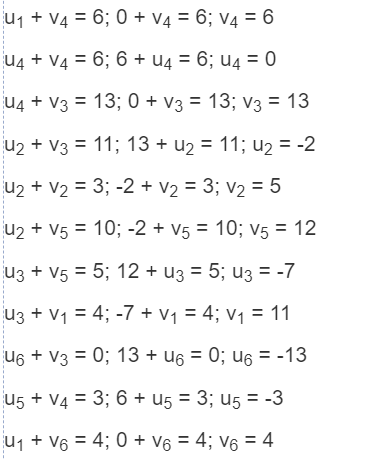 u₁ + v₄ = 6; 0 + v₄ = 6; v₄ = 6
u₄ + v₄ = 6; 6 + u₄ = 6; u₄ = 0
u₄ + v₃ = 13; 0 + v₃ = 13; v₃ = 13
u₂ + v₃ = 11; 13 + u₂ = 11; u₂ = -2
u₂ + v₂ = 3; -2 + v₂ = 3; v₂ = 5
u₂ + v₅ = 10; -2 + v₅ = 10; v₅ = 12
u₃ + v₅ = 5; 12 + u₃ = 5; u₃ = -7
u₃ + v₁ = 4; -7 + v₁ = 4; v₁ = 11
u₆ + v₃ = 0; 13 + u₆ = 0; u₆ = -13
u₅ + v₄ = 3; 6 + u₅ = 3; u₅ = -3
u₁ + v₆ = 4; 0 + v₆ = 4; v₆ = 4